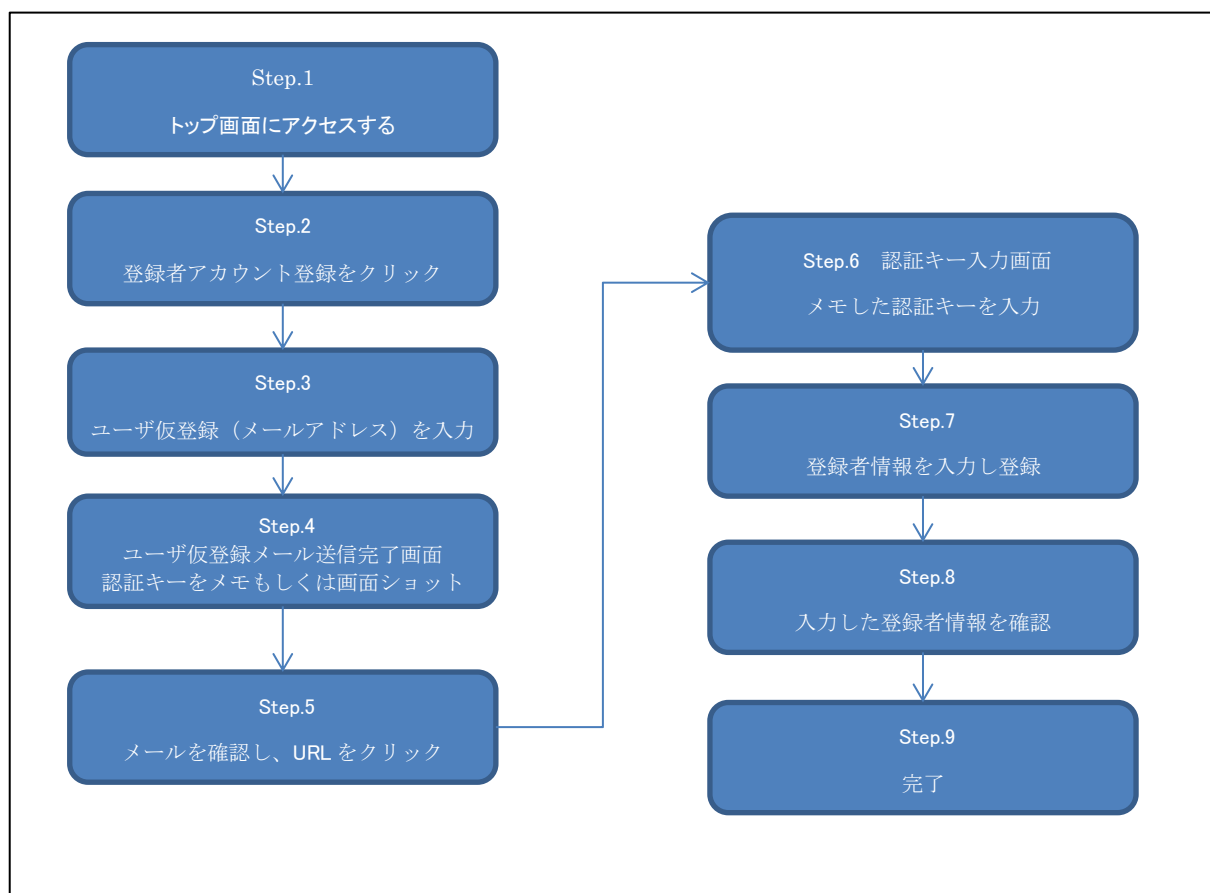 Step.1
トップ画面にアクセスする
Step.2
登録者アカウント登録をクリック
Step.3
ユーザ仮登録（メールアドレス）を入力
Step.4
ユーザ仮登録メール送信完了画面
認証キーをメモもしくは画面ショット
Step.5
メールを確認し、URL をクリック
Step.6　認証キー入力画面
メモした認証キーを入力
Step.7
登録者情報を入力し登録
Step.8
入力した登録者情報を確認
Step.9
完了